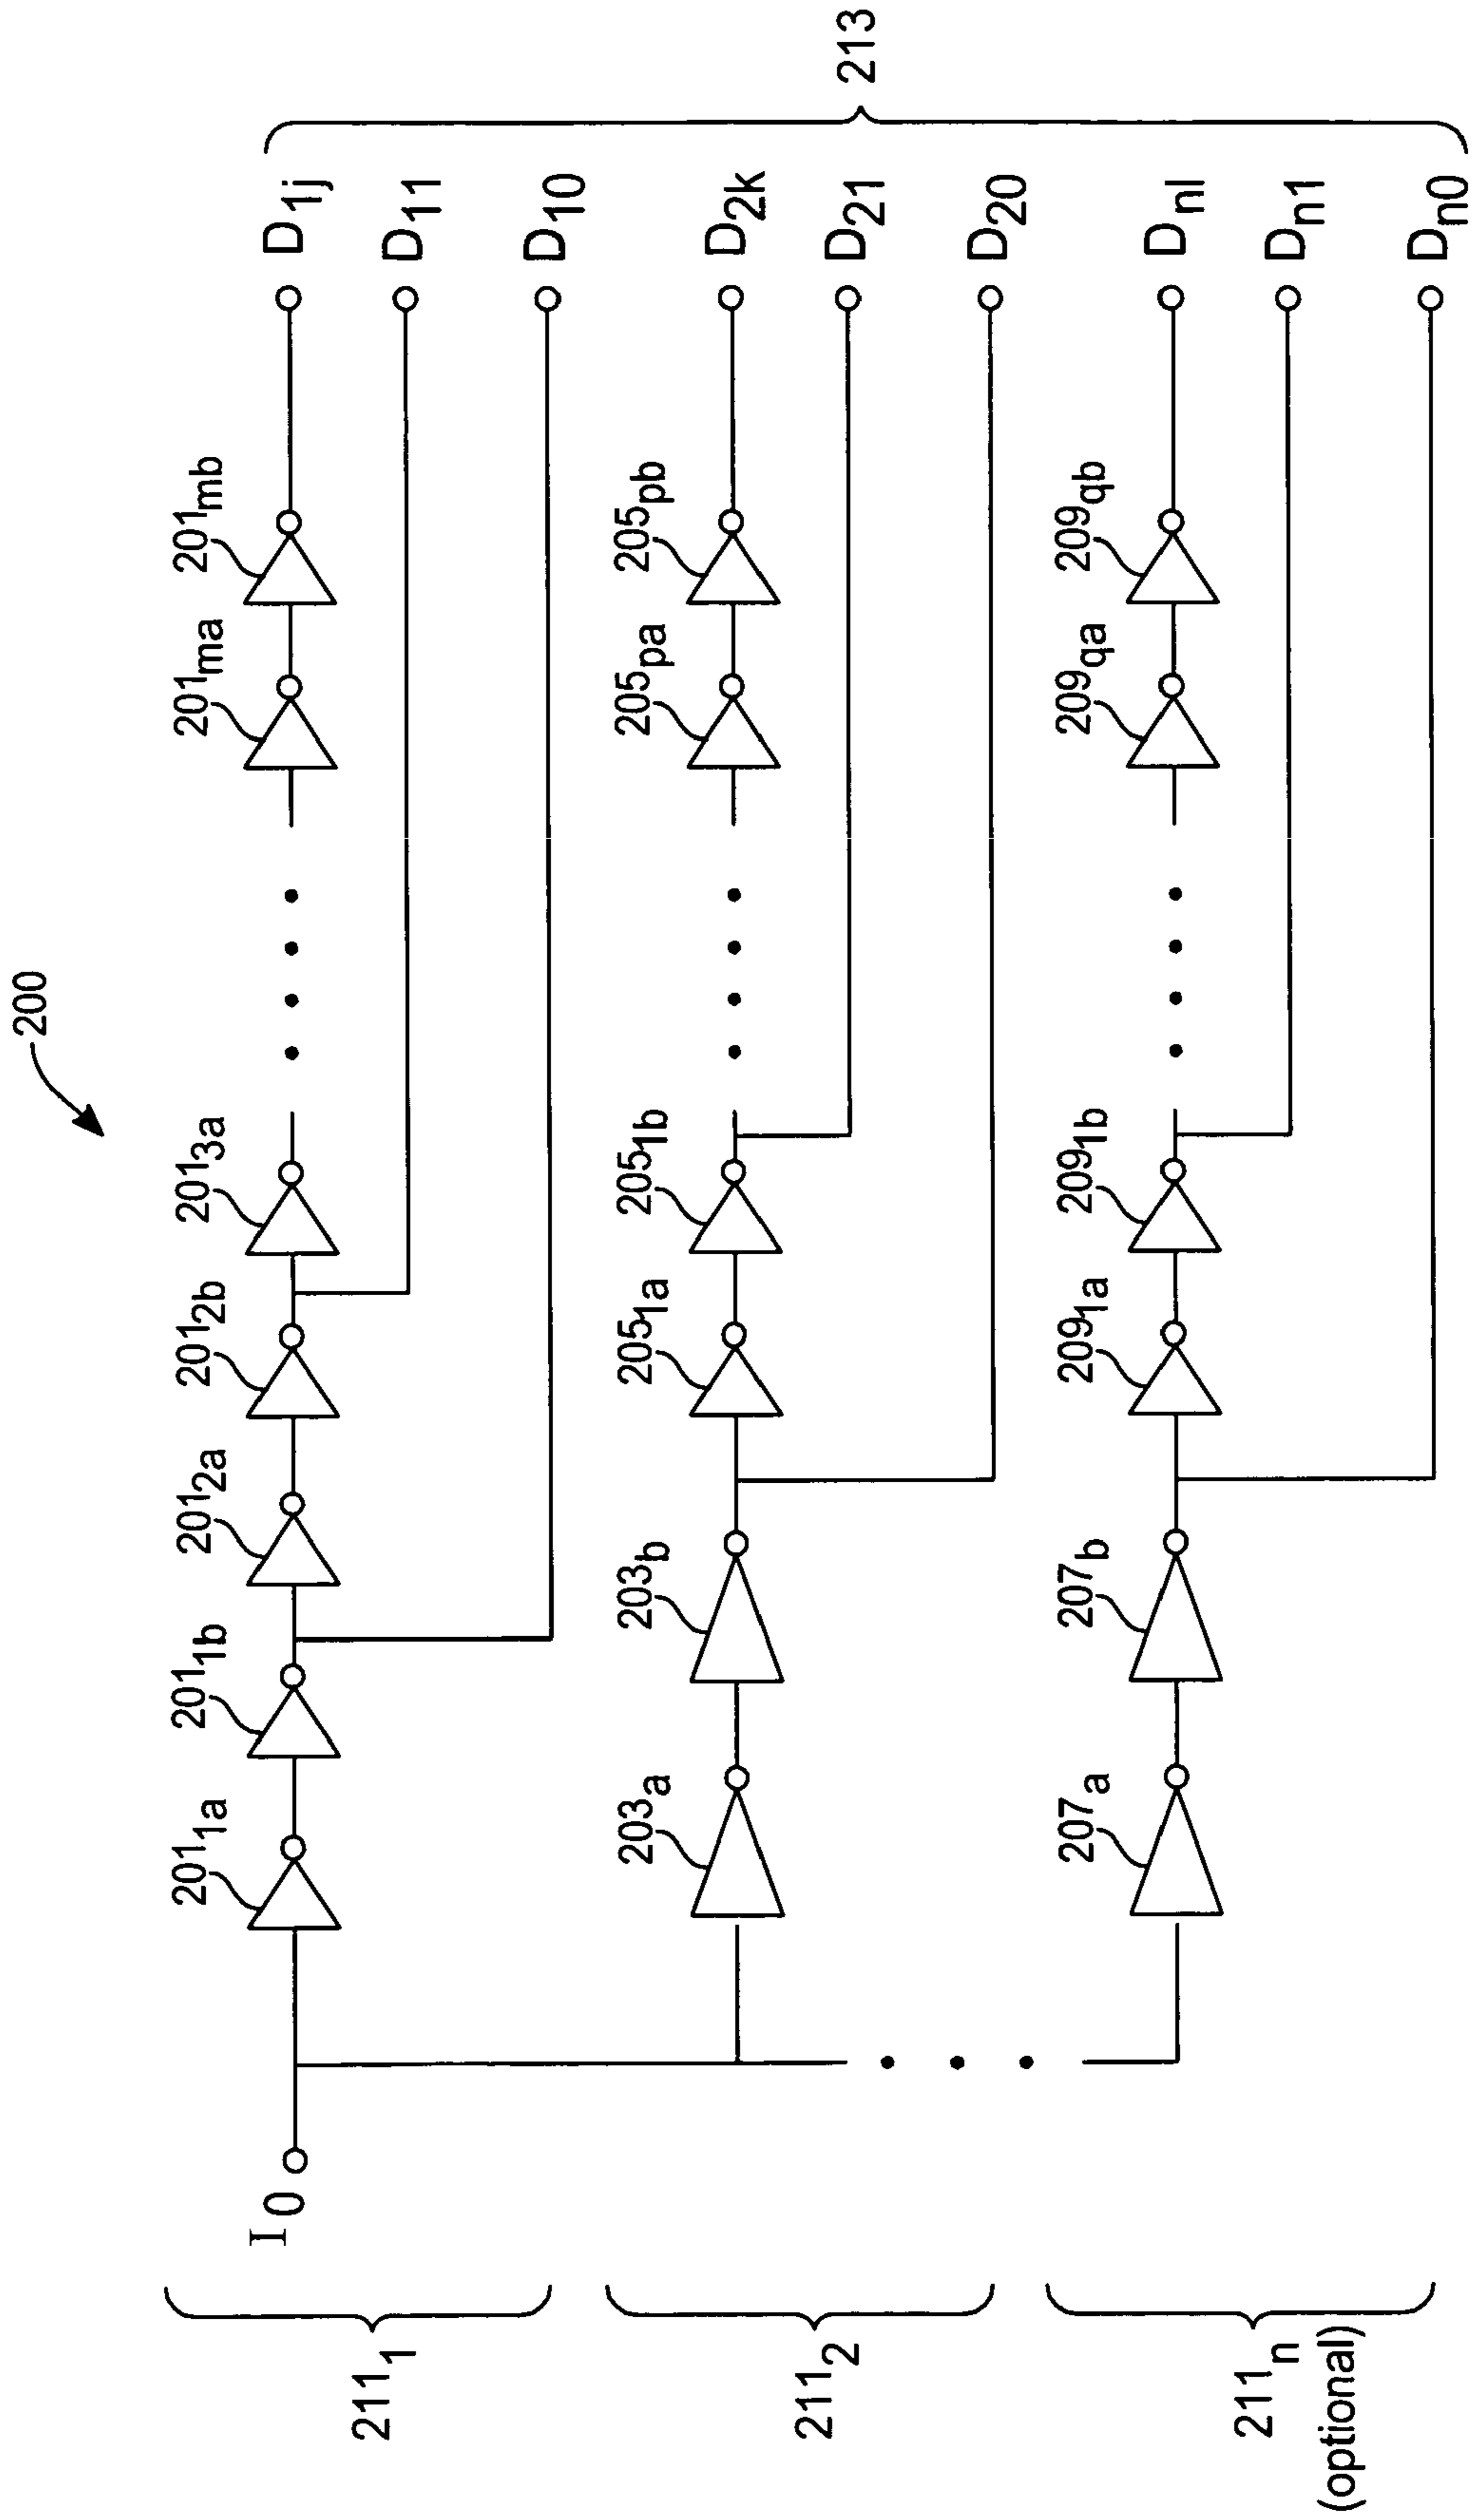 200
201₁ₐ
201₁b
201₂ₐ
201₂b
201₃ₐ
201ma
201mb
D1j
D11
D10
I0
211₁
203a
203b
205₁ₐ
205₁b
205pa
205pb
D2k
D21
D20
211₂
207a
207b
209₁ₐ
209₁b
209qa
209qb
Dnl
Dn1
Dn0
211n
(optional)
213